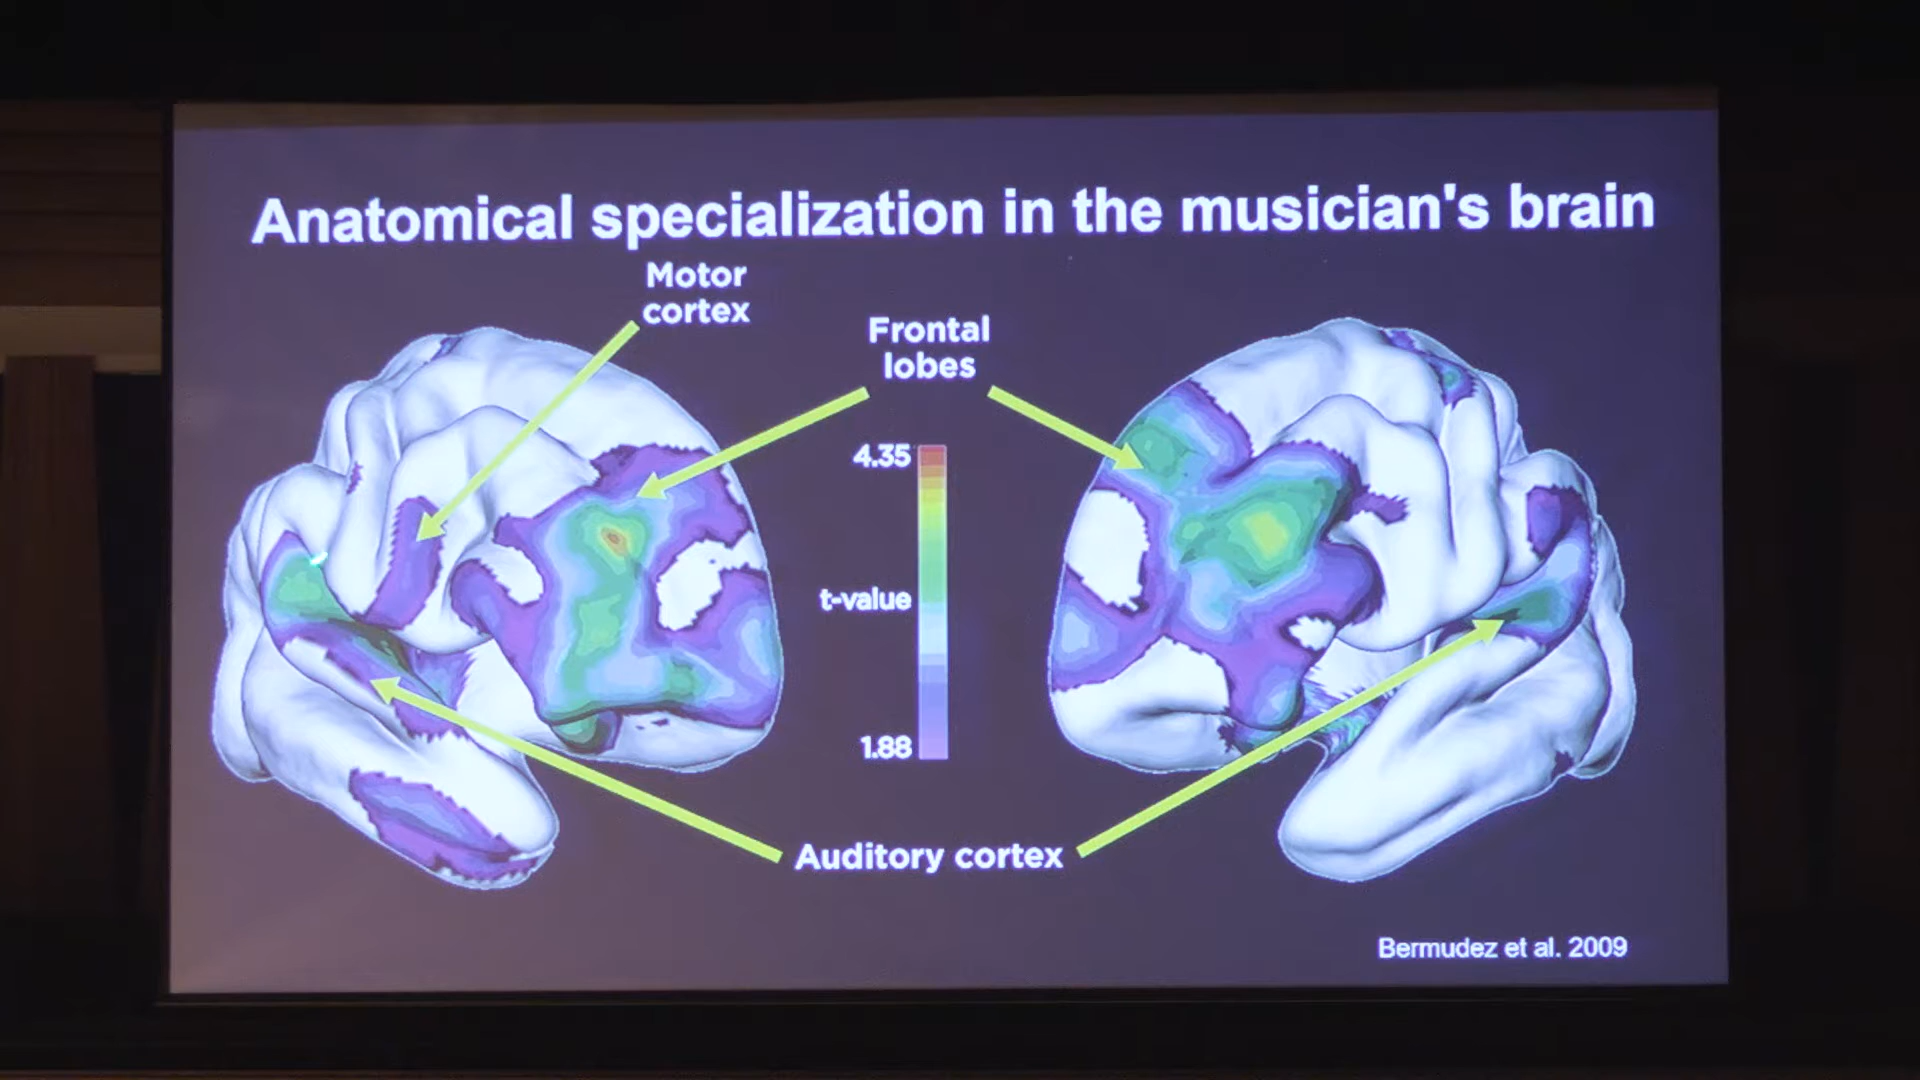 Anatomical specialization in the musician's brain
Motor
cortex
Frontal
lobes
4.35
t-value
1.88
Auditory cortex
Bermudez et al. 2009